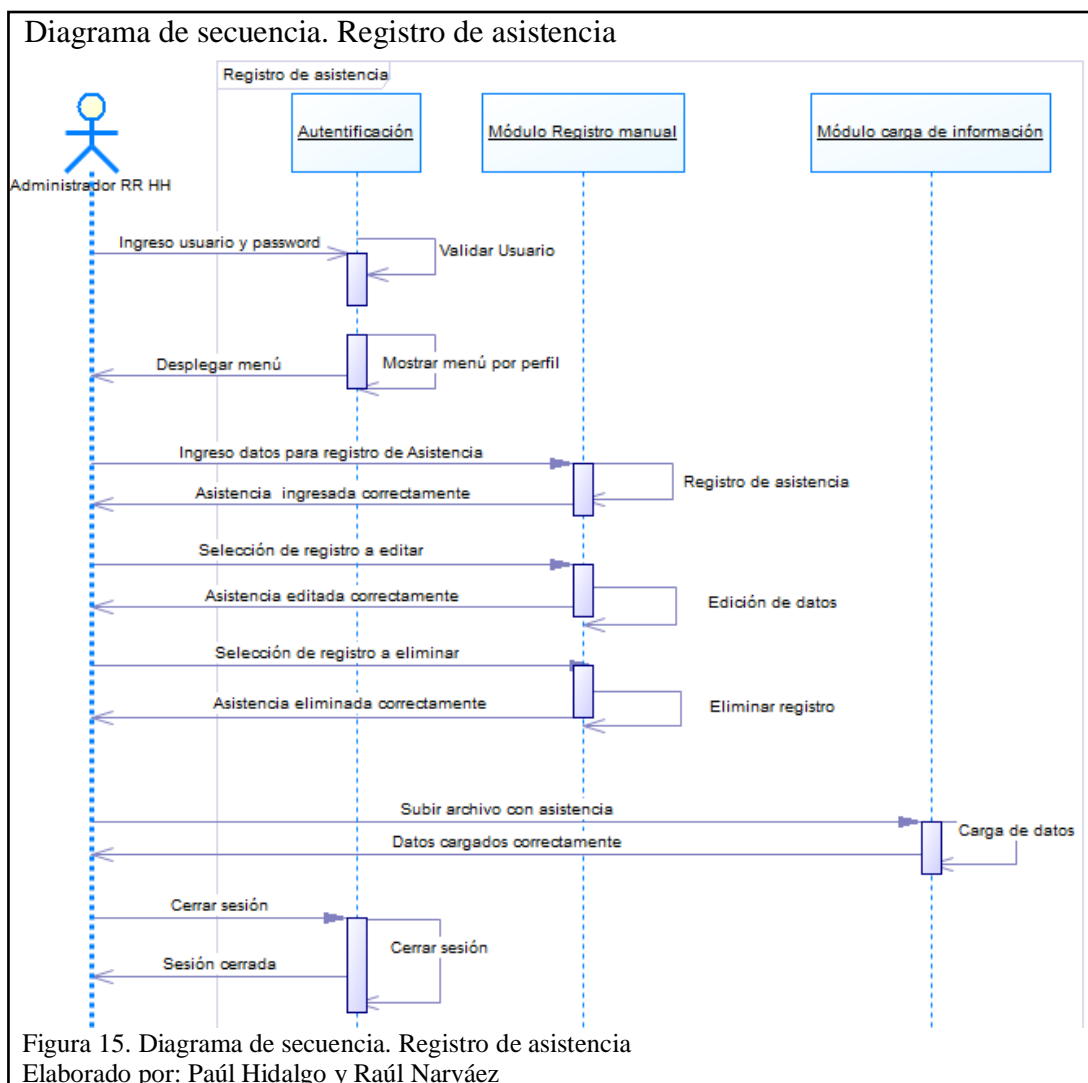 Diagrama de secuencia. Registro de asistencia
Registro de asistencia
Autentificación
Módulo Registro manual
Módulo carga de información
Administrador RR HH
Ingreso usuario y password
Validar Usuario
Desplegar menú
Mostrar menú por perfil
Ingreso datos para registro de Asistencia
Registro de asistencia
Asistencia ingresada correctamente
Selección de registro a editar
Asistencia editada correctamente
Edición de datos
Selección de registro a eliminar
Asistencia eliminada correctamente
Eliminar registro
Subir archivo con asistencia
Carga de datos
Datos cargados correctamente
Cerrar sesión
Cerrar sesión
Sesión cerrada
Figura 15. Diagrama de secuencia. Registro de asistencia
Elaborado por: Paúl Hidalgo y Raúl Narváez